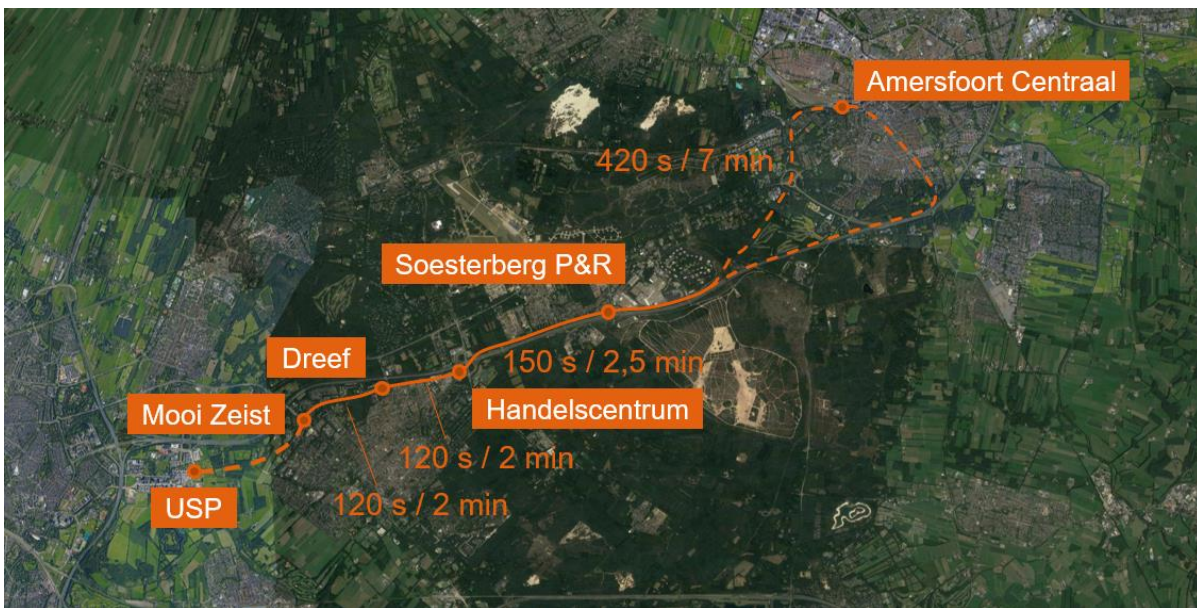 Amersfoort Centraal
420 s / 7 min
Soesterberg P&R
Dreef
150 s / 2,5 min
Mooi Zeist
Handelscentrum
120 s / 2 min
120 s / 2 min
USP